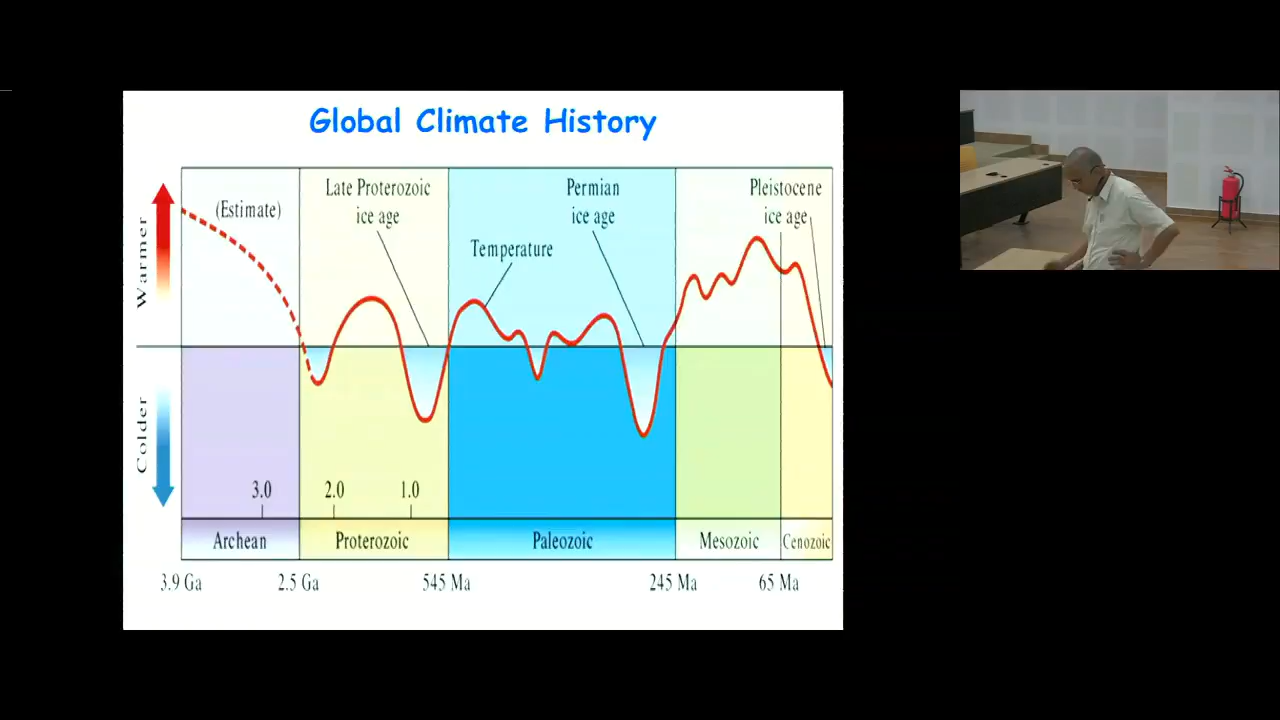 Global Climate History
Warmer
Colder
(Estimate)
Late Proterozoic
ice age
Temperature
Permian
ice age
Pleistocene
ice age
3.0
2.0
1.0
Archean
Proterozoic
Paleozoic
Mesozoic
Cenozoic
3.9 Ga
2.5 Ga
545 Ma
245 Ma
65 Ma